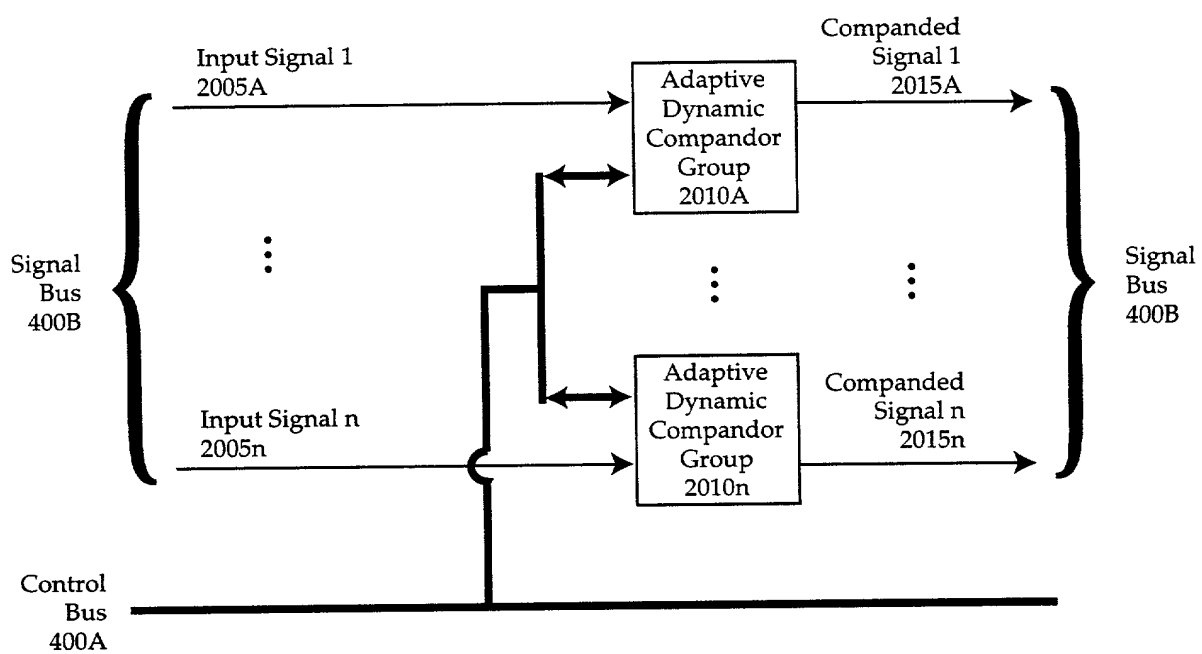 Input Signal 1
2005A
Companded
Signal 1
2015A
Adaptive
Dynamic
Compandor
Group
2010A
Signal
Bus
400B
Signal
Bus
400B
Input Signal n
2005n
Adaptive
Dynamic
Compandor
Group
2010n
Companded
Signal n
2015n
Control
Bus
400A